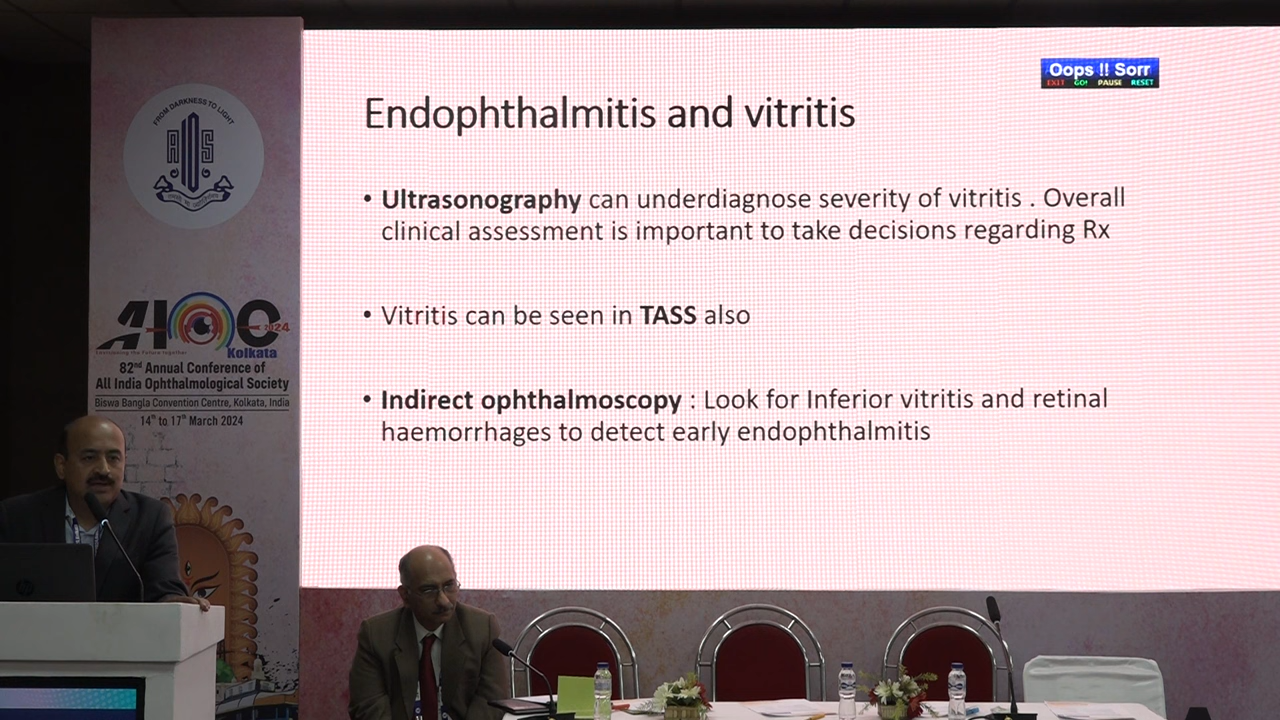 Oops !! Sorr
EXIT GO! PAUSE RESET
Endophthalmitis and vitritis
• Ultrasonography can underdiagnose severity of vitritis . Overall
clinical assessment is important to take decisions regarding Rx
• Vitritis can be seen in TASS also
• Indirect ophthalmoscopy : Look for Inferior vitritis and retinal
haemorrhages to detect early endophthalmitis
FROM DARKNESS TO LIGHT
AIOS
AIOC
2024
Kolkata
82nd Annual Conference of
All India Ophthalmological Society
Biswa Bangla Convention Centre, Kolkata, India
14th to 17th March 2024
hp